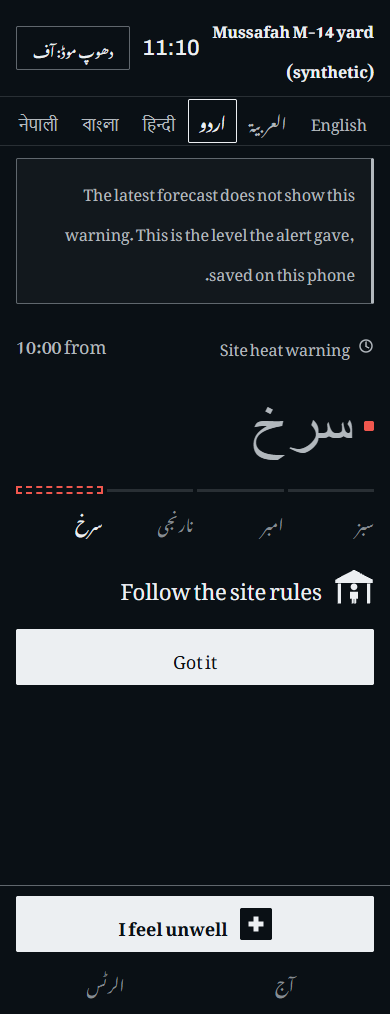 Mussafah M-14 yard
(synthetic)
11:10
دھوپ موڈ: آف
English
العربية
اردو
हिन्दी
বাংলা
नेपाली
The latest forecast does not show this
warning. This is the level the alert gave,
saved on this phone.
Site heat warning
10:00 from
سرخ
سبز
امبر
نارنجی
سرخ
Follow the site rules
Got it
I feel unwell
آج
الرٹس